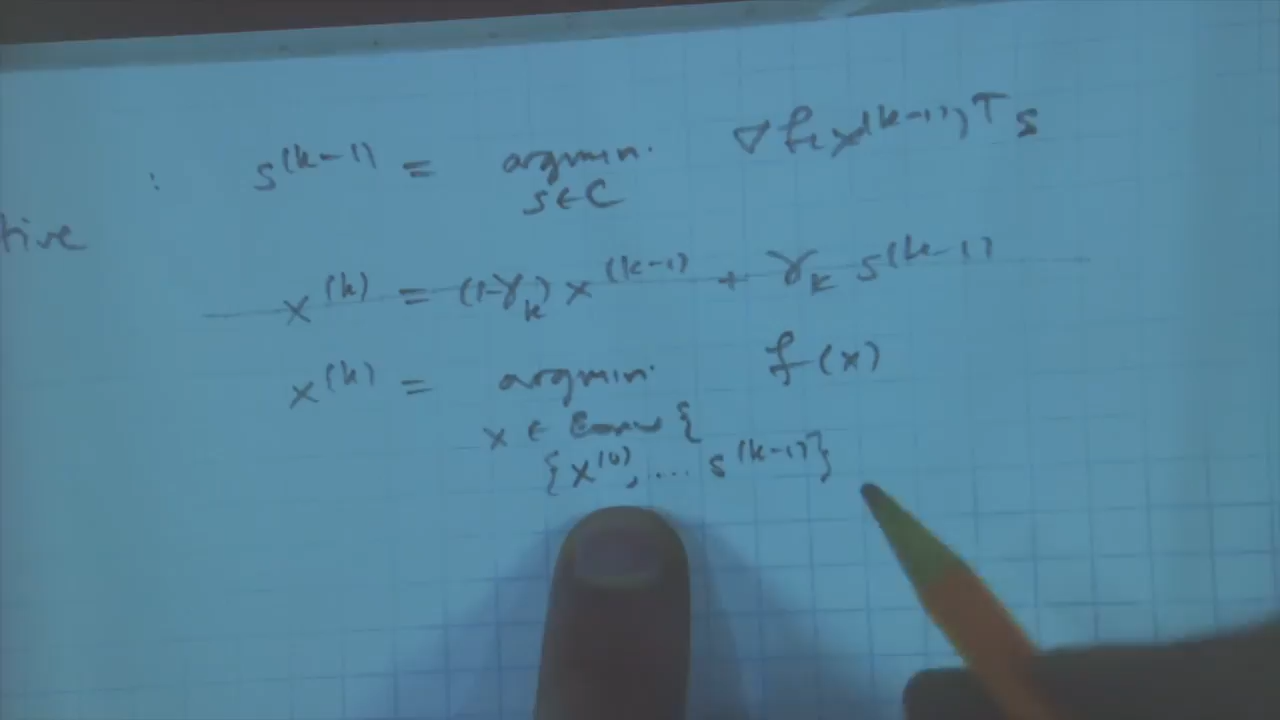 : s^(k-1) = argmin. ∇f(x^(k-1))^T s
s ∈ C
tive
x^(k) = (1-γ_k) x^(k-1) + γ_k s^(k-1)
x^(k) = argmin. f(x)
x ∈ Conv {
{x^(0), ... s^(k-1)}